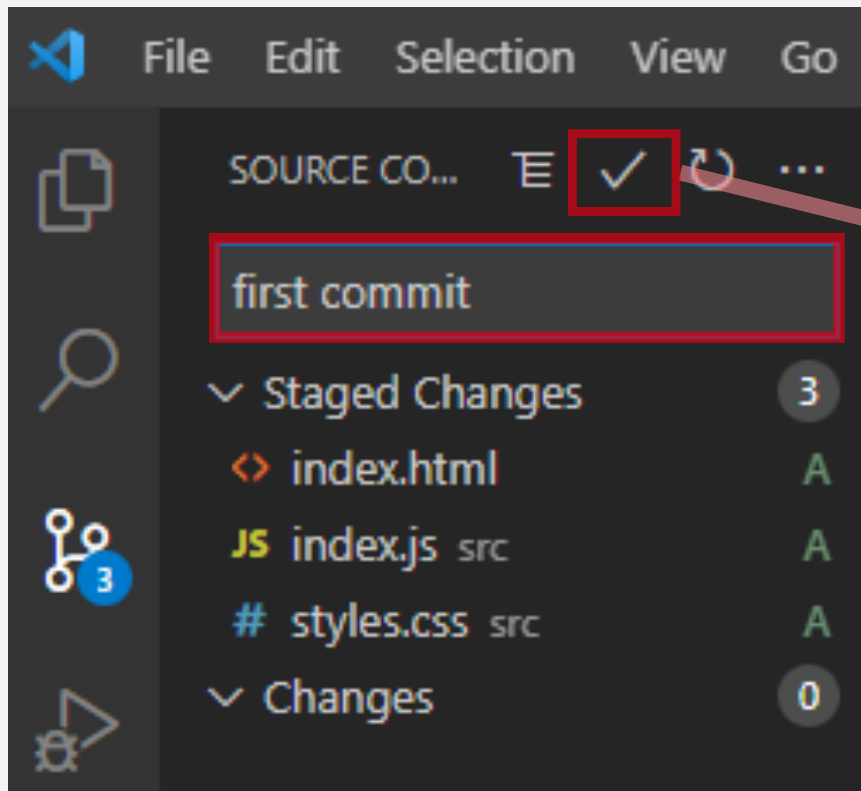 File Edit Selection View Go
SOURCE CO...
first commit
Staged Changes 3
<> index.html A
JS index.js src A
# styles.css src A
3
Changes 0